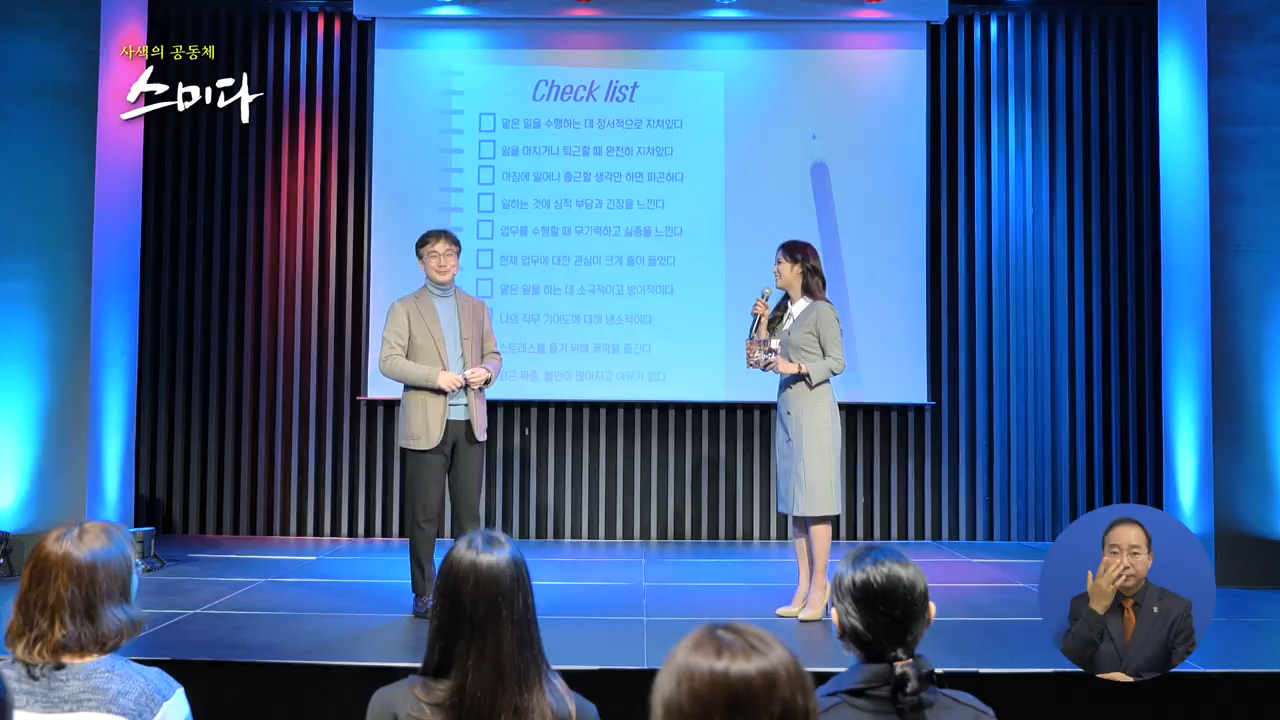 사색의 공동체
스미다
Check list
맡은 일을 수행하는 데 정서적으로 지쳐있다
일을 마치거나 퇴근할 때 완전히 지쳐있다
아침에 일어나 출근할 생각만 하면 피곤하다
일하는 것에 심적 부담과 긴장을 느낀다
업무를 수행할 때 무기력하고 싫증을 느낀다
현재 업무에 대한 관심이 크게 줄어 들었다
맡은 일을 하는 데 소극적이고 방어적이다
나의 직무 기여도에 대해 냉소적이다
스트레스를 풀기 위해 쾌락을 즐긴다
최근 짜증, 불안이 많아지고 여유가 없다
스미다